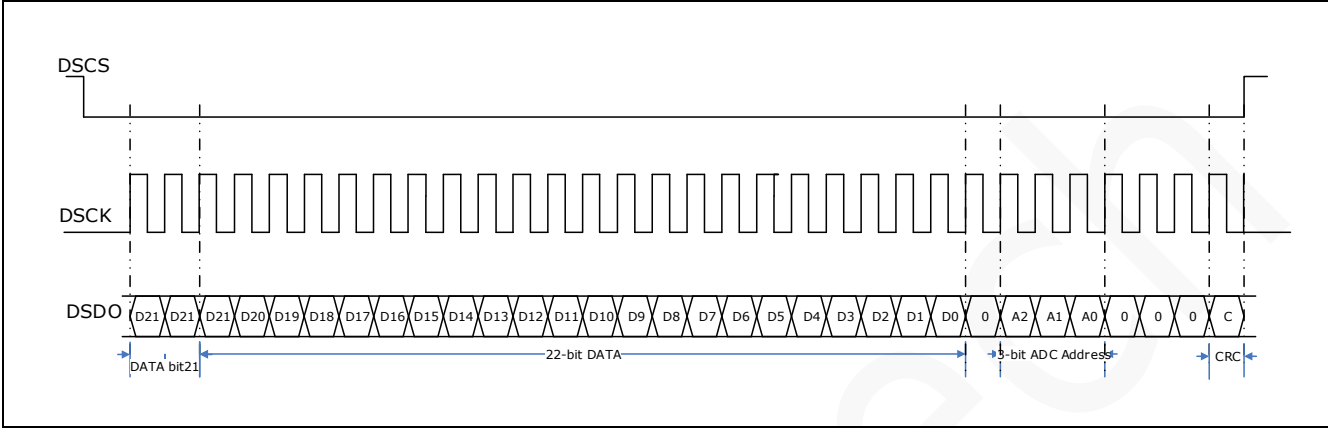 DSCS
DSCK
DSDO D21 D21 D21 D20 D19 D18 D17 D16 D15 D14 D13 D12 D11 D10 D9 D8 D7 D6 D5 D4 D3 D2 D1 D0 0 A2 A1 A0 0 0 0 C
DATA bit21 22-bit DATA 3-bit ADC Address CRC